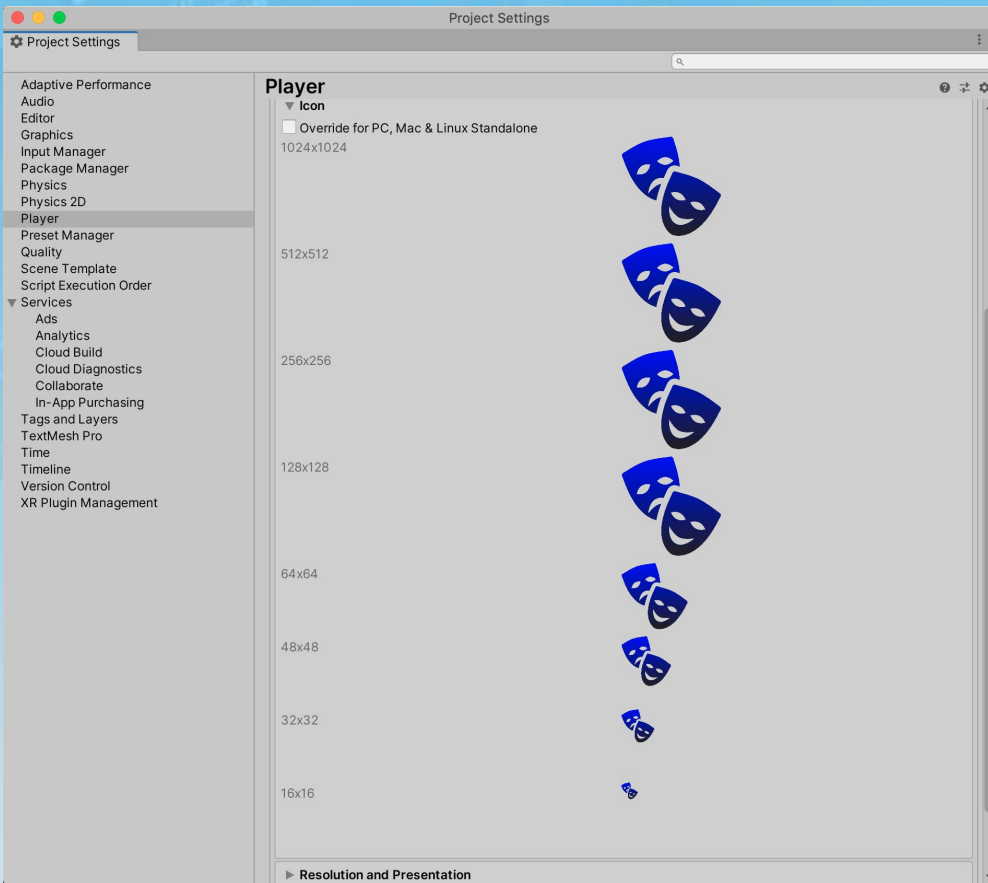 Project Settings
Project Settings
Adaptive Performance
Audio
Editor
Graphics
Input Manager
Package Manager
Physics
Physics 2D
Player
Preset Manager
Quality
Scene Template
Script Execution Order
Services
Ads
Analytics
Cloud Build
Cloud Diagnostics
Collaborate
In-App Purchasing
Tags and Layers
TextMesh Pro
Time
Timeline
Version Control
XR Plugin Management
Player
Icon
Override for PC, Mac & Linux Standalone
1024x1024
512x512
256x256
128x128
64x64
48x48
32x32
16x16
Resolution and Presentation